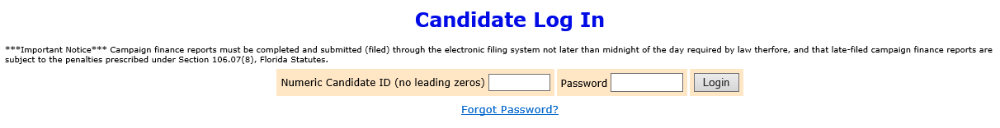 Candidate Log In
***Important Notice*** Campaign finance reports must be completed and submitted (filed) through the electronic filing system not later than midnight of the day required by law therfore, and that late-filed campaign finance reports are
subject to the penalties prescribed under Section 106.07(8), Florida Statutes.
Numeric Candidate ID (no leading zeros) Password Login
Forgot Password?